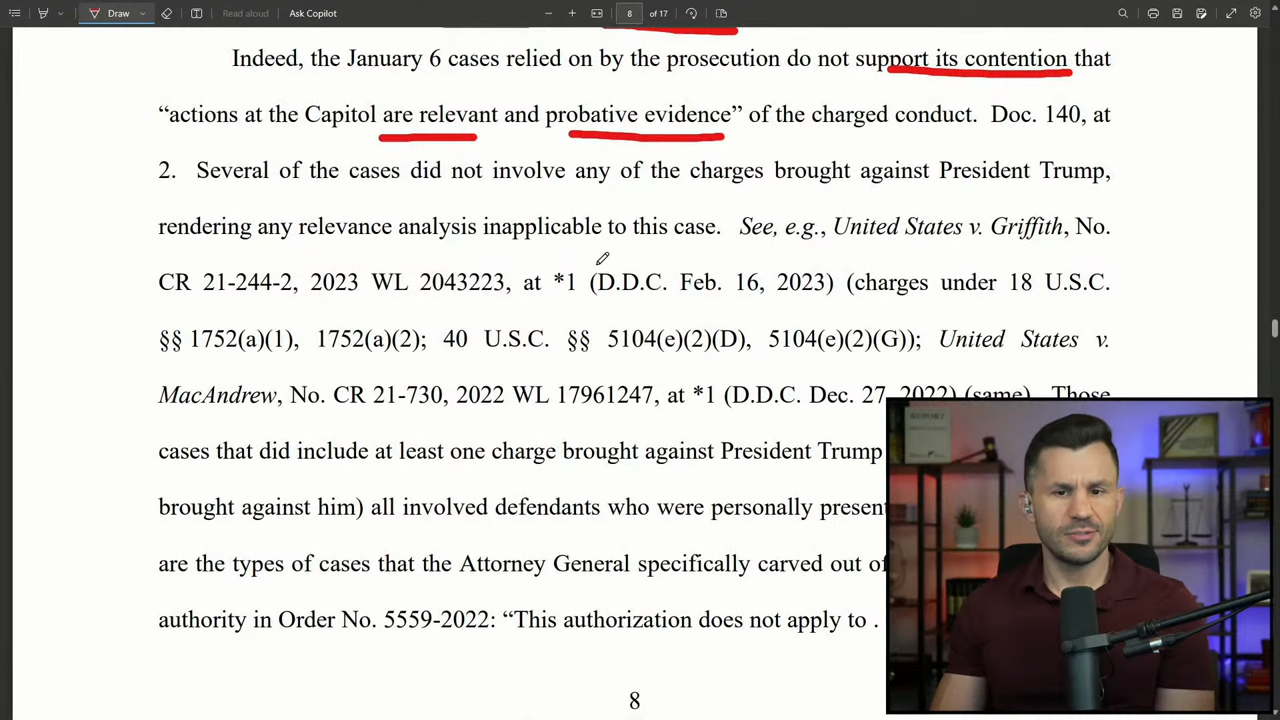 Draw
Read aloud
Ask Copilot
8
of 17
Indeed, the January 6 cases relied on by the prosecution do not support its contention that
“actions at the Capitol are relevant and probative evidence” of the charged conduct. Doc. 140, at
2. Several of the cases did not involve any of the charges brought against President Trump,
rendering any relevance analysis inapplicable to this case. See, e.g., United States v. Griffith, No.
CR 21-244-2, 2023 WL 2043223, at *1 (D.D.C. Feb. 16, 2023) (charges under 18 U.S.C.
§§ 1752(a)(1), 1752(a)(2); 40 U.S.C. §§ 5104(e)(2)(D), 5104(e)(2)(G)); United States v.
MacAndrew, No. CR 21-730, 2022 WL 17961247, at *1 (D.D.C. Dec. 27, 2022) (same). Those
cases that did include at least one charge brought against President Trump
brought against him) all involved defendants who were personally present
are the types of cases that the Attorney General specifically carved out of
authority in Order No. 5559-2022: “This authorization does not apply to .
8